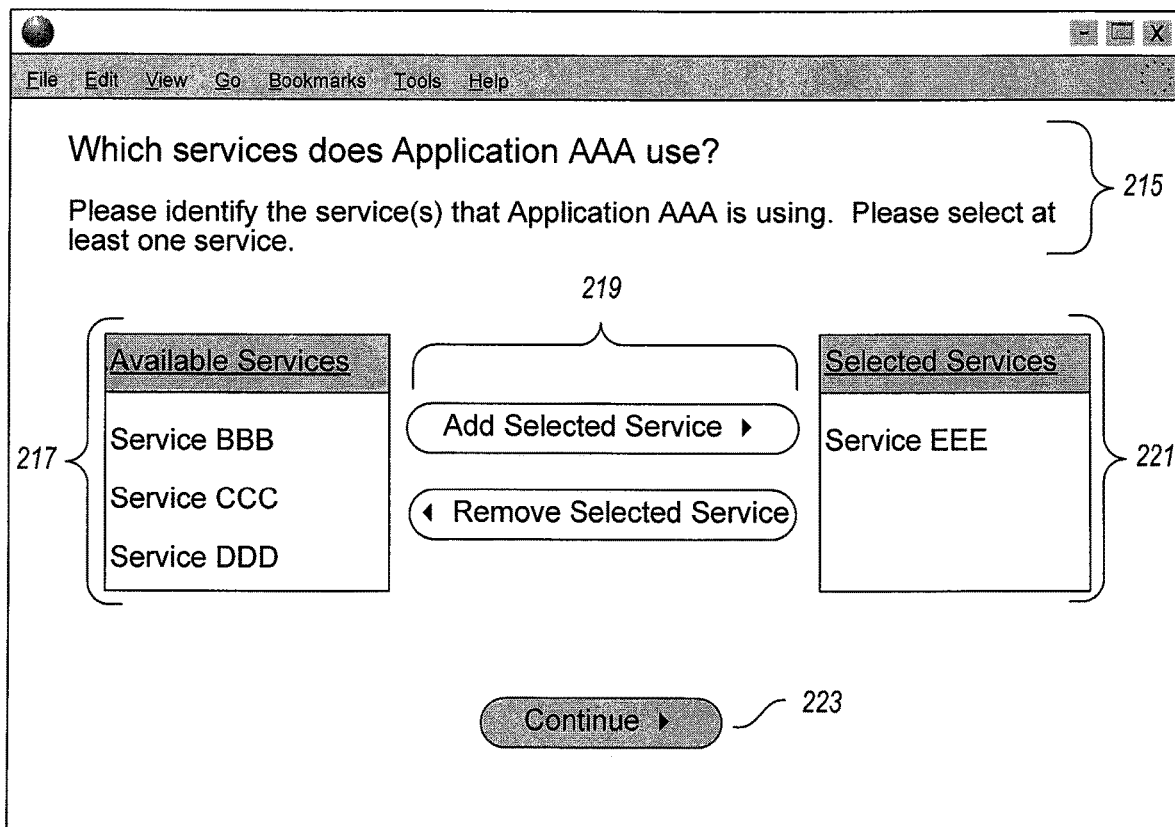 - X
File Edit View Go Bookmarks Tools Help
Which services does Application AAA use?
215
Please identify the service(s) that Application AAA is using. Please select at
least one service.
219
Available Services
Selected Services
Add Selected Service
Service BBB
Service EEE
217
221
Service CCC
Remove Selected Service
Service DDD
Continue
223